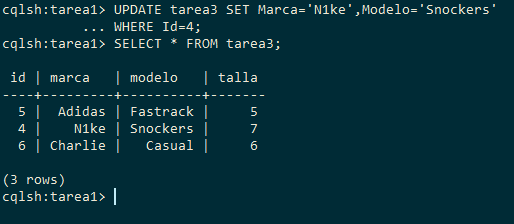 cqlsh:tarea1> UPDATE tarea3 SET Marca='N1ke',Modelo='Snockers'
          ... WHERE Id=4;
cqlsh:tarea1> SELECT * FROM tarea3;
 id | marca   | modelo   | talla
----+---------+----------+-------
  5 |  Adidas | Fastrack |     5
  4 |    N1ke | Snockers |     7
  6 | Charlie |   Casual |     6
(3 rows)
cqlsh:tarea1>